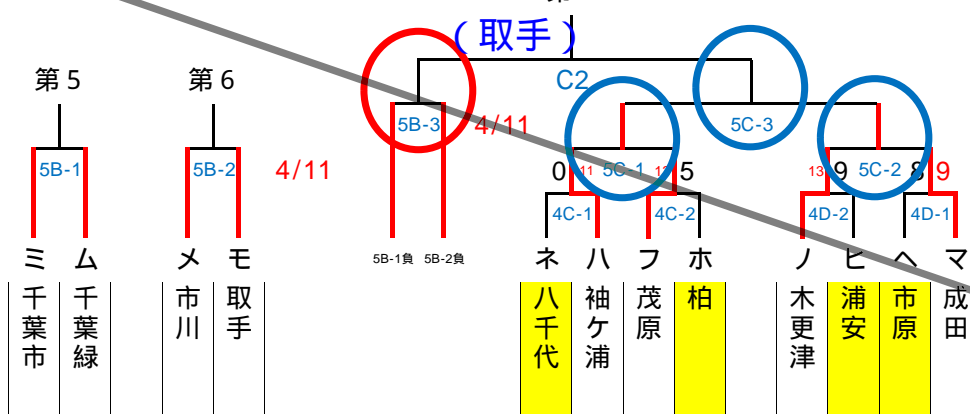 (取手)
第5
第6
C2
5B-3
4/11
5C-3
5B-1
5B-2
4/11
0
11
5C-1
5
13
9
5C-2
8
9
4C-1
4C-2
4D-2
4D-1
ミ
ム
メ
モ
5B-1負
5B-2負
ネ
ハ
フ
ホ
ノ
ヒ
ヘ
マ
千葉市
千葉緑
市川
取手
八千代
袖ケ浦
茂原
柏
木更津
浦安
市原
成田